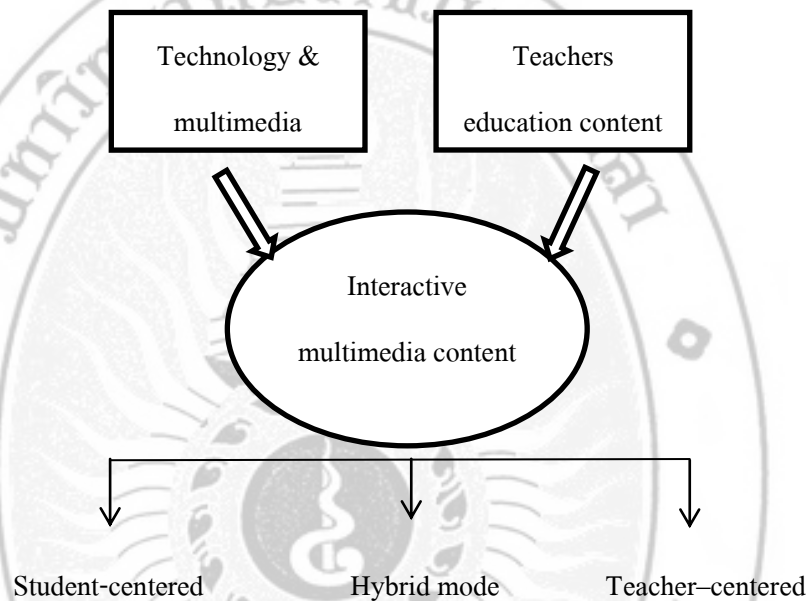 Technology &
multimedia
Teachers
education content
Interactive
multimedia content
Student-centered
Hybrid mode
Teacher–centered